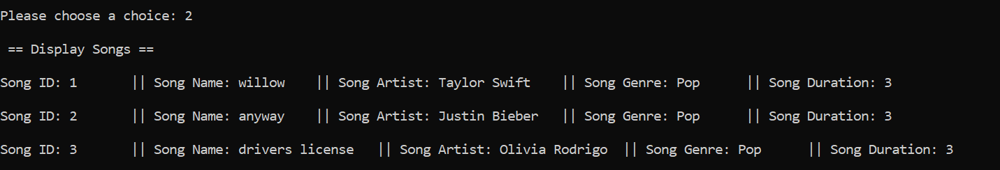 Please choose a choice: 2
== Display Songs ==
Song ID: 1 || Song Name: willow || Song Artist: Taylor Swift || Song Genre: Pop || Song Duration: 3
Song ID: 2 || Song Name: anyway || Song Artist: Justin Bieber || Song Genre: Pop || Song Duration: 3
Song ID: 3 || Song Name: drivers license || Song Artist: Olivia Rodrigo || Song Genre: Pop || Song Duration: 3